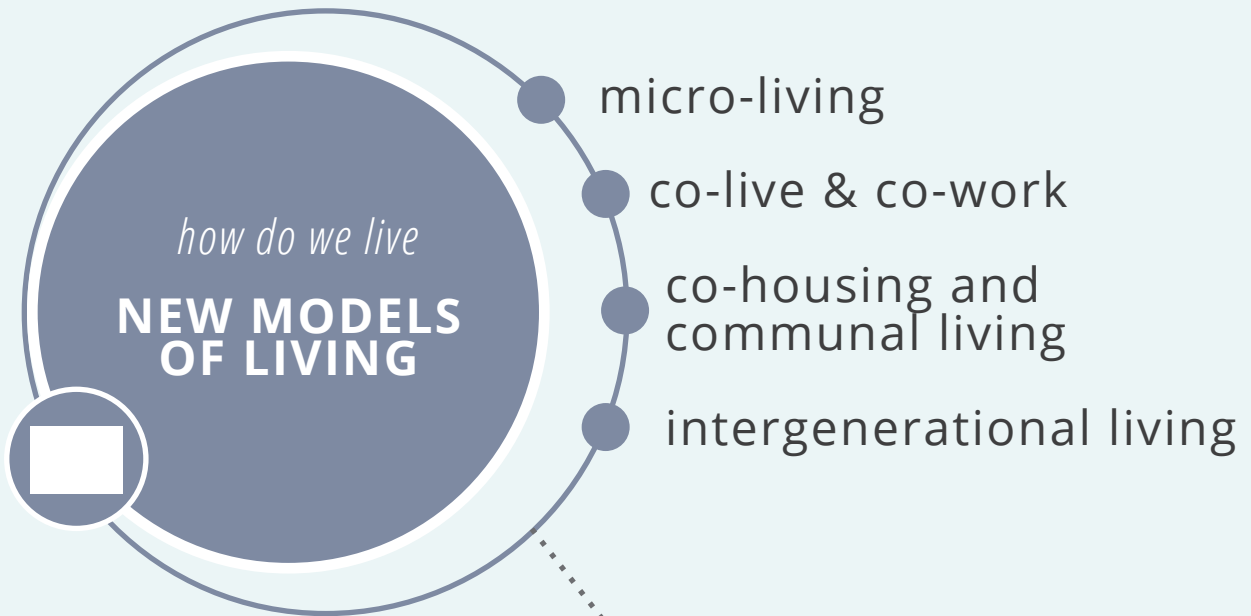 how do we live
NEW MODELS
OF LIVING
micro-living
co-live & co-work
co-housing and
communal living
intergenerational living